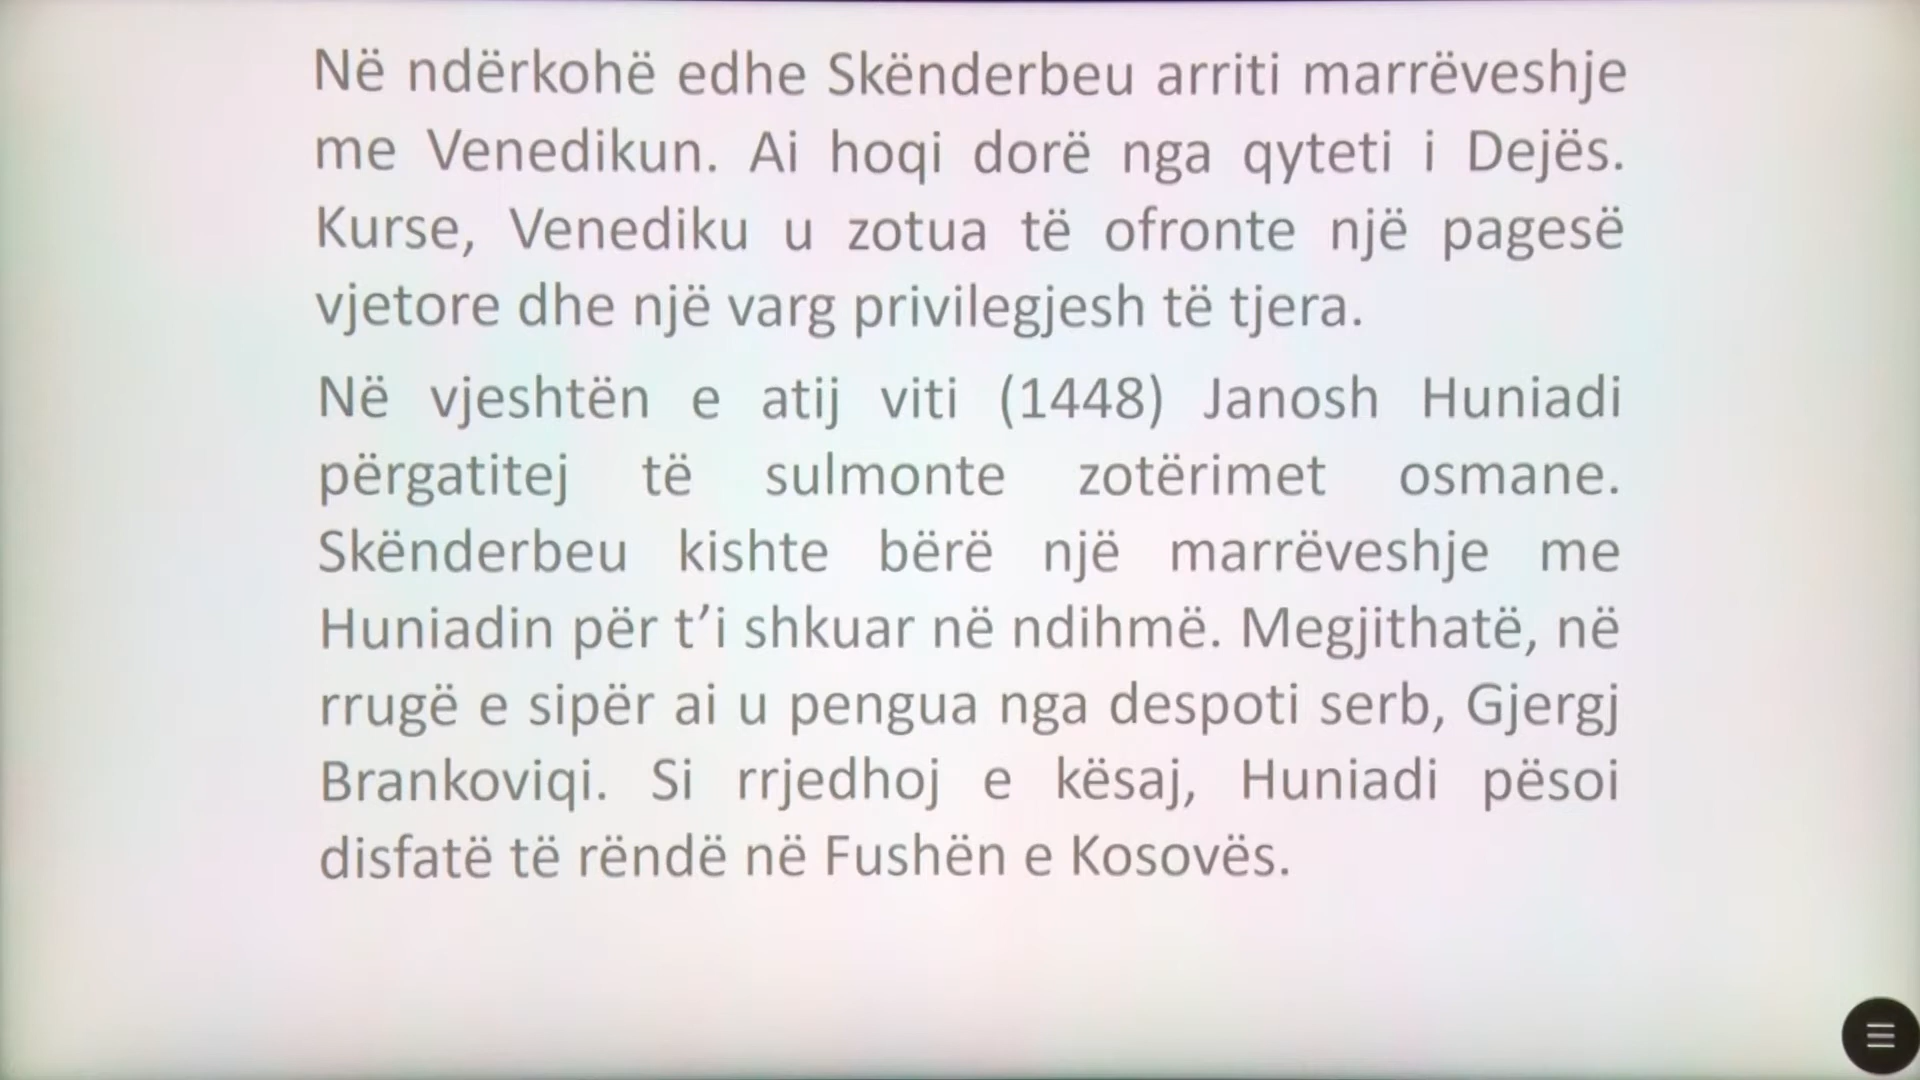 Në ndërkohë edhe Skënderbeu arriti marrëveshje
me Venedikun. Ai hoqi dorë nga qyteti i Dejës.
Kurse, Venediku u zotua të ofronte një pagesë
vjetore dhe një varg privilegjesh të tjera.
Në vjeshtën e atij viti (1448) Janosh Huniadi
përgatitej të sulmonte zotërimet osmane.
Skënderbeu kishte bërë një marrëveshje me
Huniadin për t’i shkuar në ndihmë. Megjithatë, në
rrugë e sipër ai u pengua nga despoti serb, Gjergj
Brankoviqi. Si rrjedhoj e kësaj, Huniadi pësoi
disfatë të rëndë në Fushën e Kosovës.